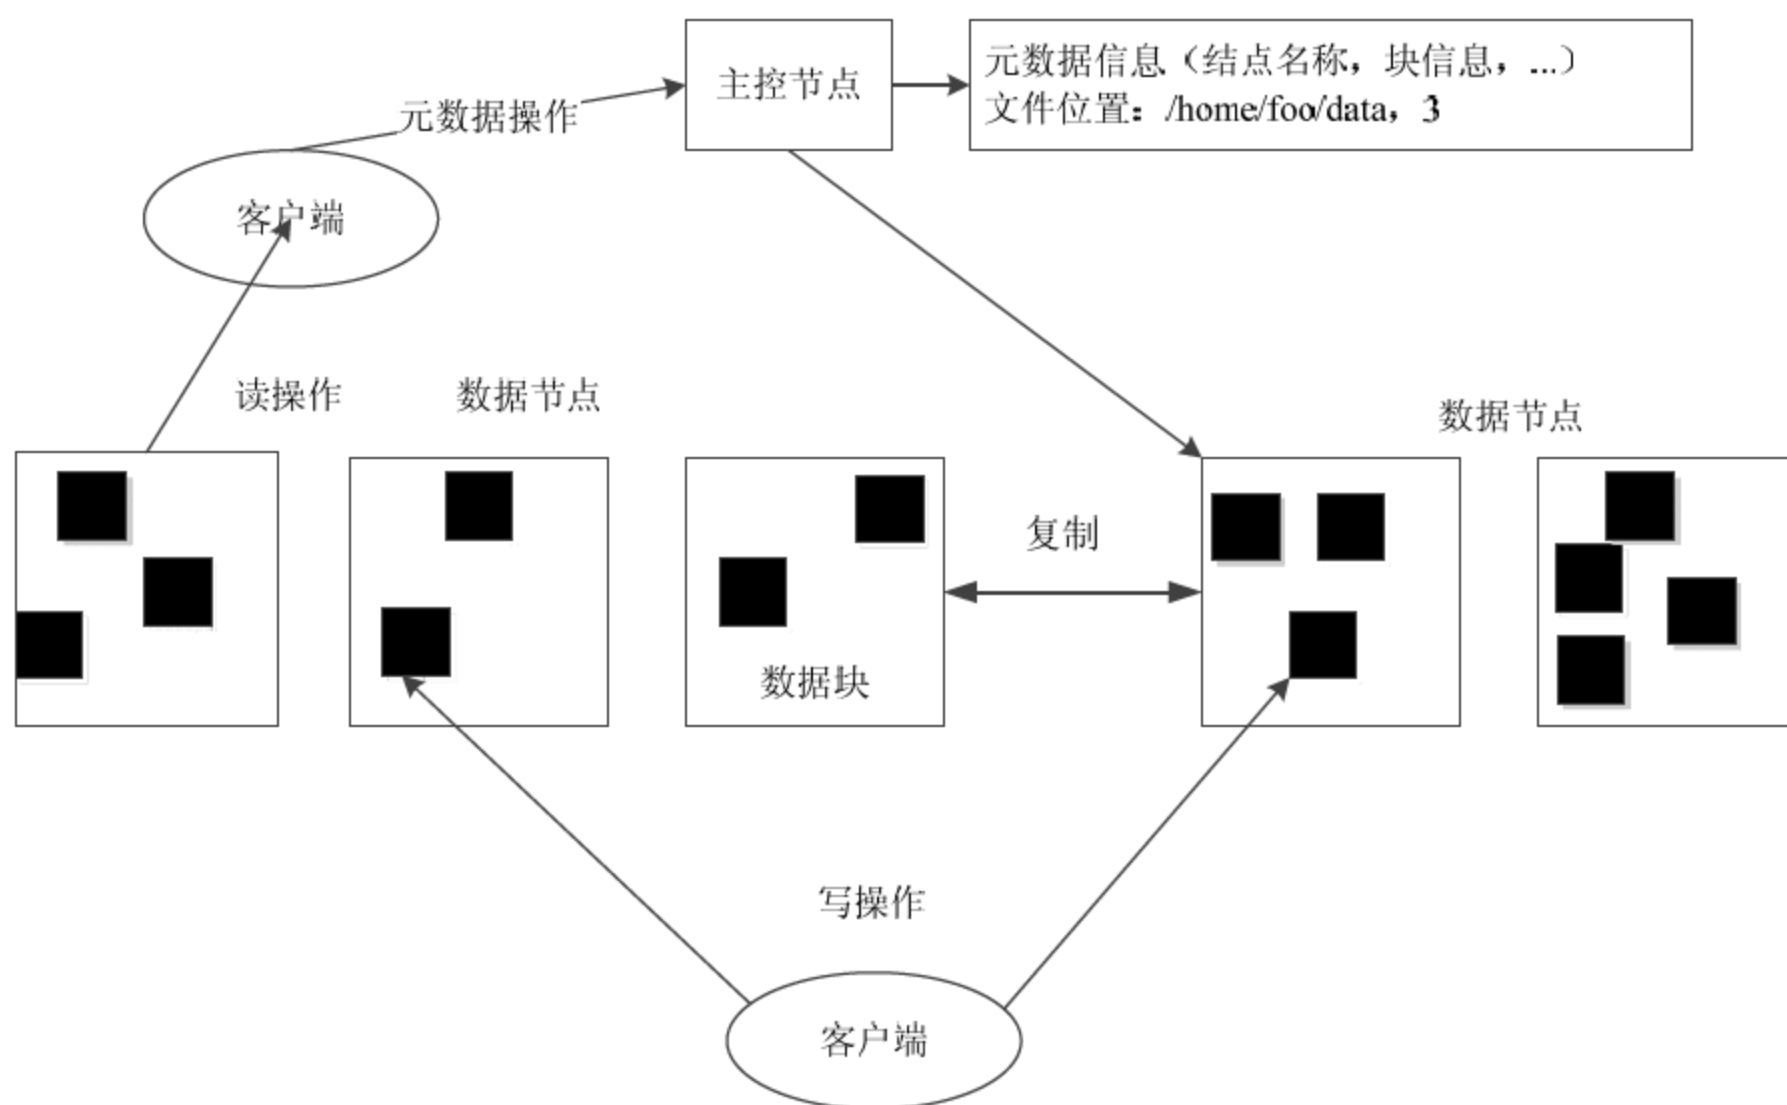 主控节点
元数据信息（结点名称，块信息，...）
文件位置：/home/foo/data，3
元数据操作
客户端
读操作
数据节点
数据节点
复制
数据块
写操作
客户端